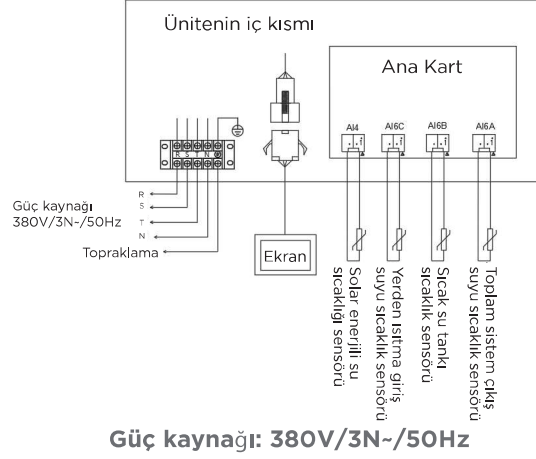 Ünitenin iç kısmı
Ana Kart
AI4
AI6C
AI6B
AI6A
R S T N
R
S
T
N
Güç kaynağı
380V/3N~/50Hz
Topraklama
Ekran
Solar enerjili su
sıcaklığı sensörü
Yerden ısıtma giriş
suyu sıcaklık sensörü
Sıcak su tankı
sıcaklık sensörü
Toplam sistem çıkış
suyu sıcaklık sensörü
Güç kaynağı: 380V/3N~/50Hz